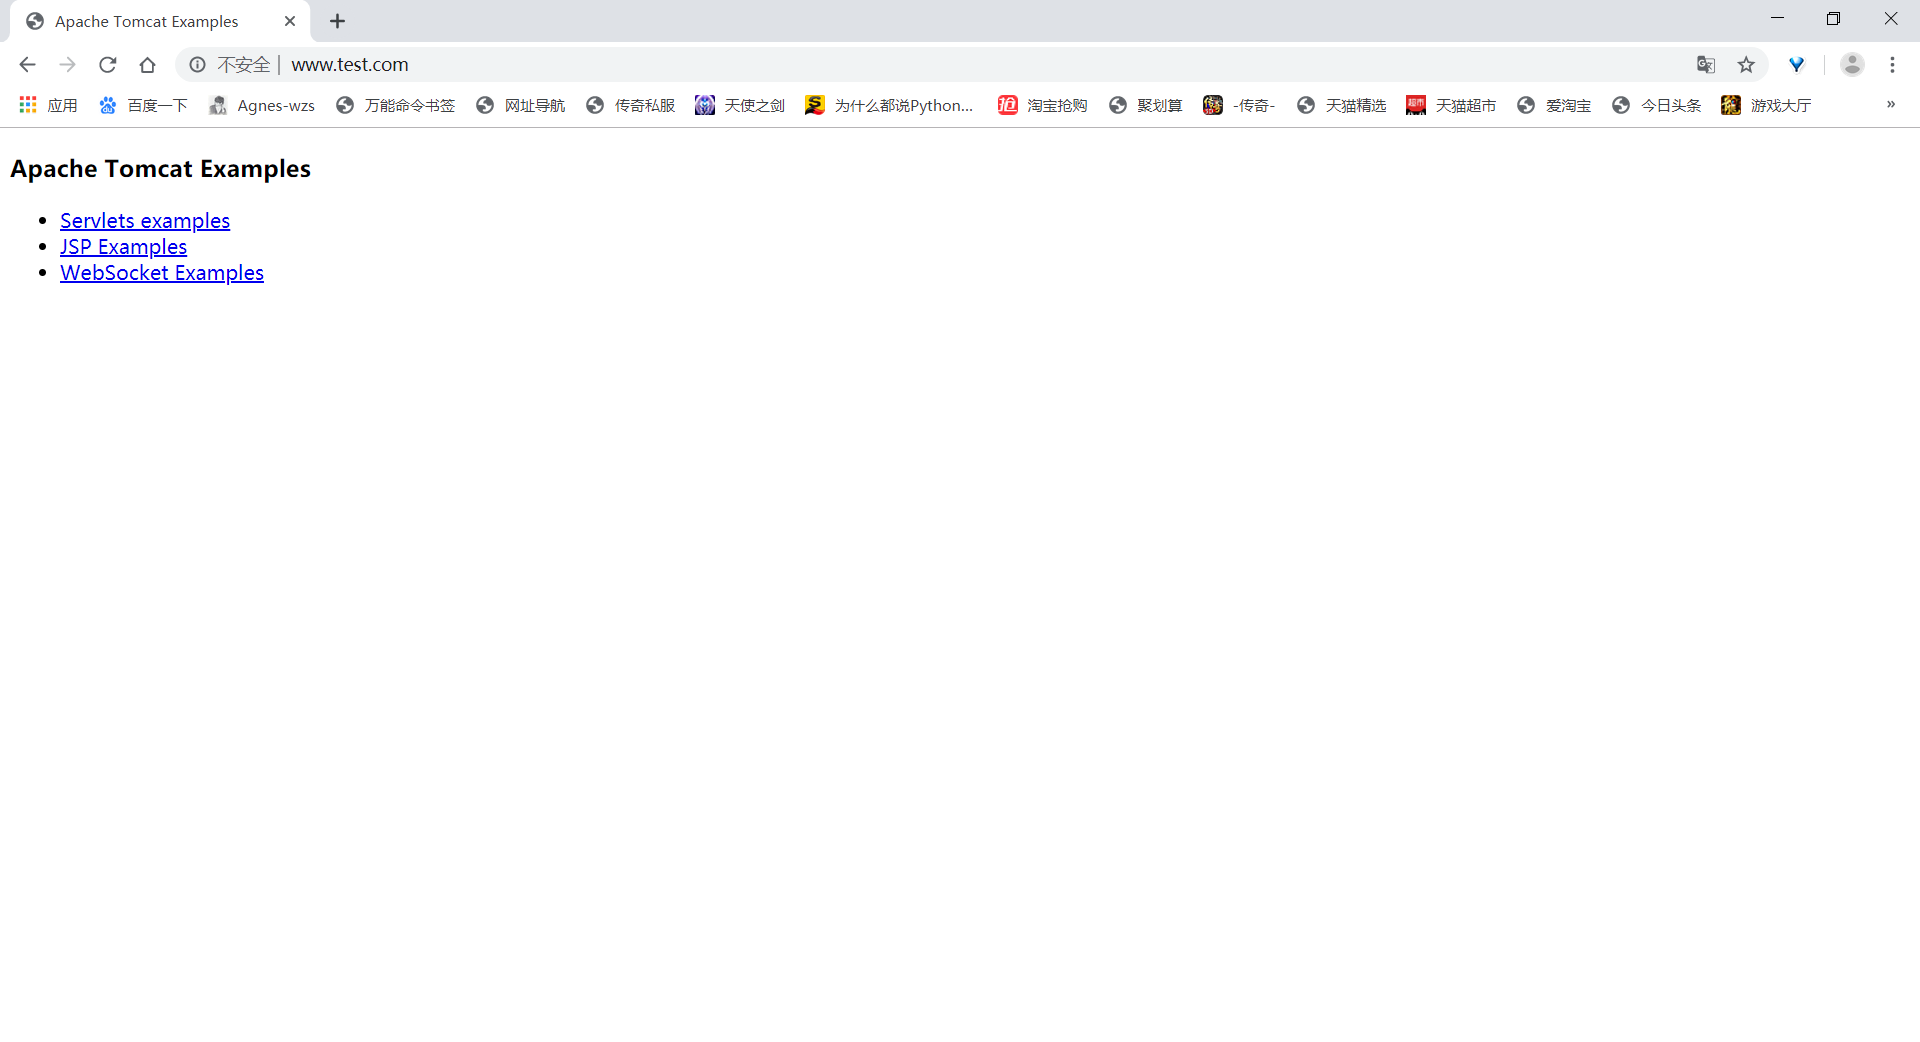 Apache Tomcat Examples
不安全 | www.test.com
应用 百度一下 Agnes-wzs 万能命令书签 网址导航 传奇私服 天使之剑 为什么都说Python... 淘宝抢购 聚划算 -传奇- 天猫精选 天猫超市 爱淘宝 今日头条 游戏大厅 »
Apache Tomcat Examples
Servlets examples
JSP Examples
WebSocket Examples